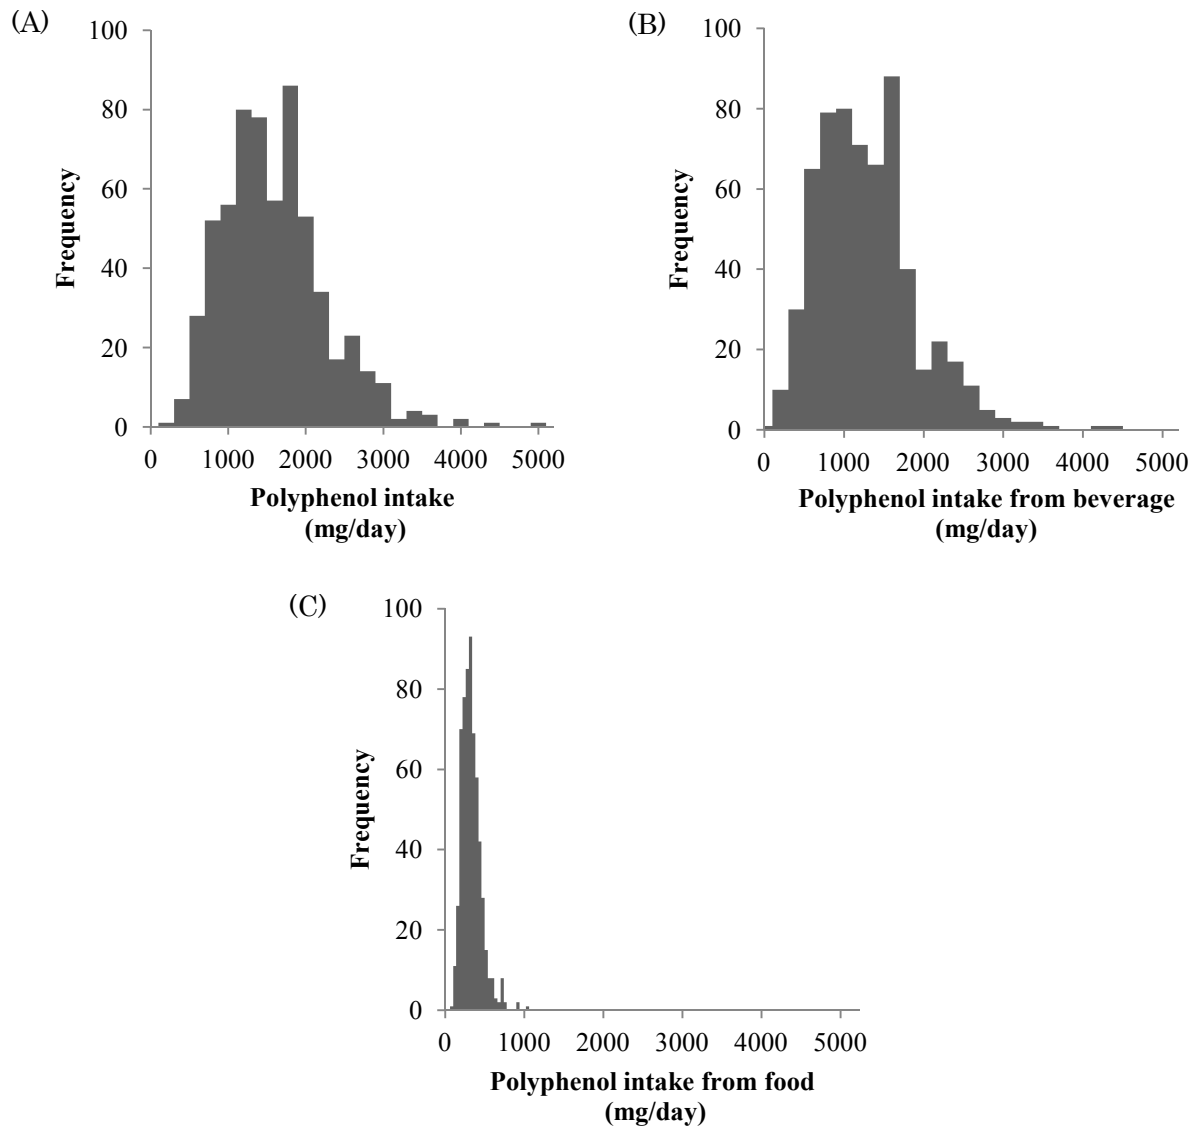 (A)
100
80
60
40
20
0
Frequency
0 1000 2000 3000 4000 5000
Polyphenol intake
(mg/day)
(B)
100
80
60
40
20
0
Frequency
0 1000 2000 3000 4000 5000
Polyphenol intake from beverage
(mg/day)
(C)
100
80
60
40
20
0
Frequency
0 1000 2000 3000 4000 5000
Polyphenol intake from food
(mg/day)